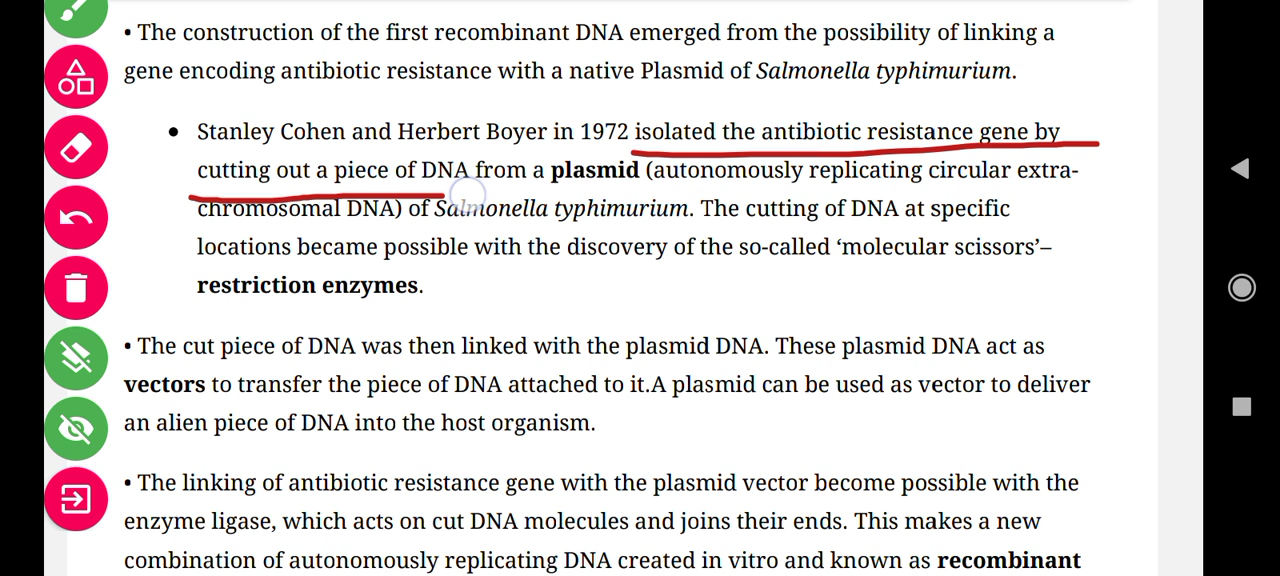 • The construction of the first recombinant DNA emerged from the possibility of linking a
gene encoding antibiotic resistance with a native Plasmid of Salmonella typhimurium.
● Stanley Cohen and Herbert Boyer in 1972 isolated the antibiotic resistance gene by
cutting out a piece of DNA from a plasmid (autonomously replicating circular extra-
chromosomal DNA) of Salmonella typhimurium. The cutting of DNA at specific
locations became possible with the discovery of the so-called ‘molecular scissors’–
restriction enzymes.
• The cut piece of DNA was then linked with the plasmid DNA. These plasmid DNA act as
vectors to transfer the piece of DNA attached to it.A plasmid can be used as vector to deliver
an alien piece of DNA into the host organism.
• The linking of antibiotic resistance gene with the plasmid vector become possible with the
enzyme ligase, which acts on cut DNA molecules and joins their ends. This makes a new
combination of autonomously replicating DNA created in vitro and known as recombinant